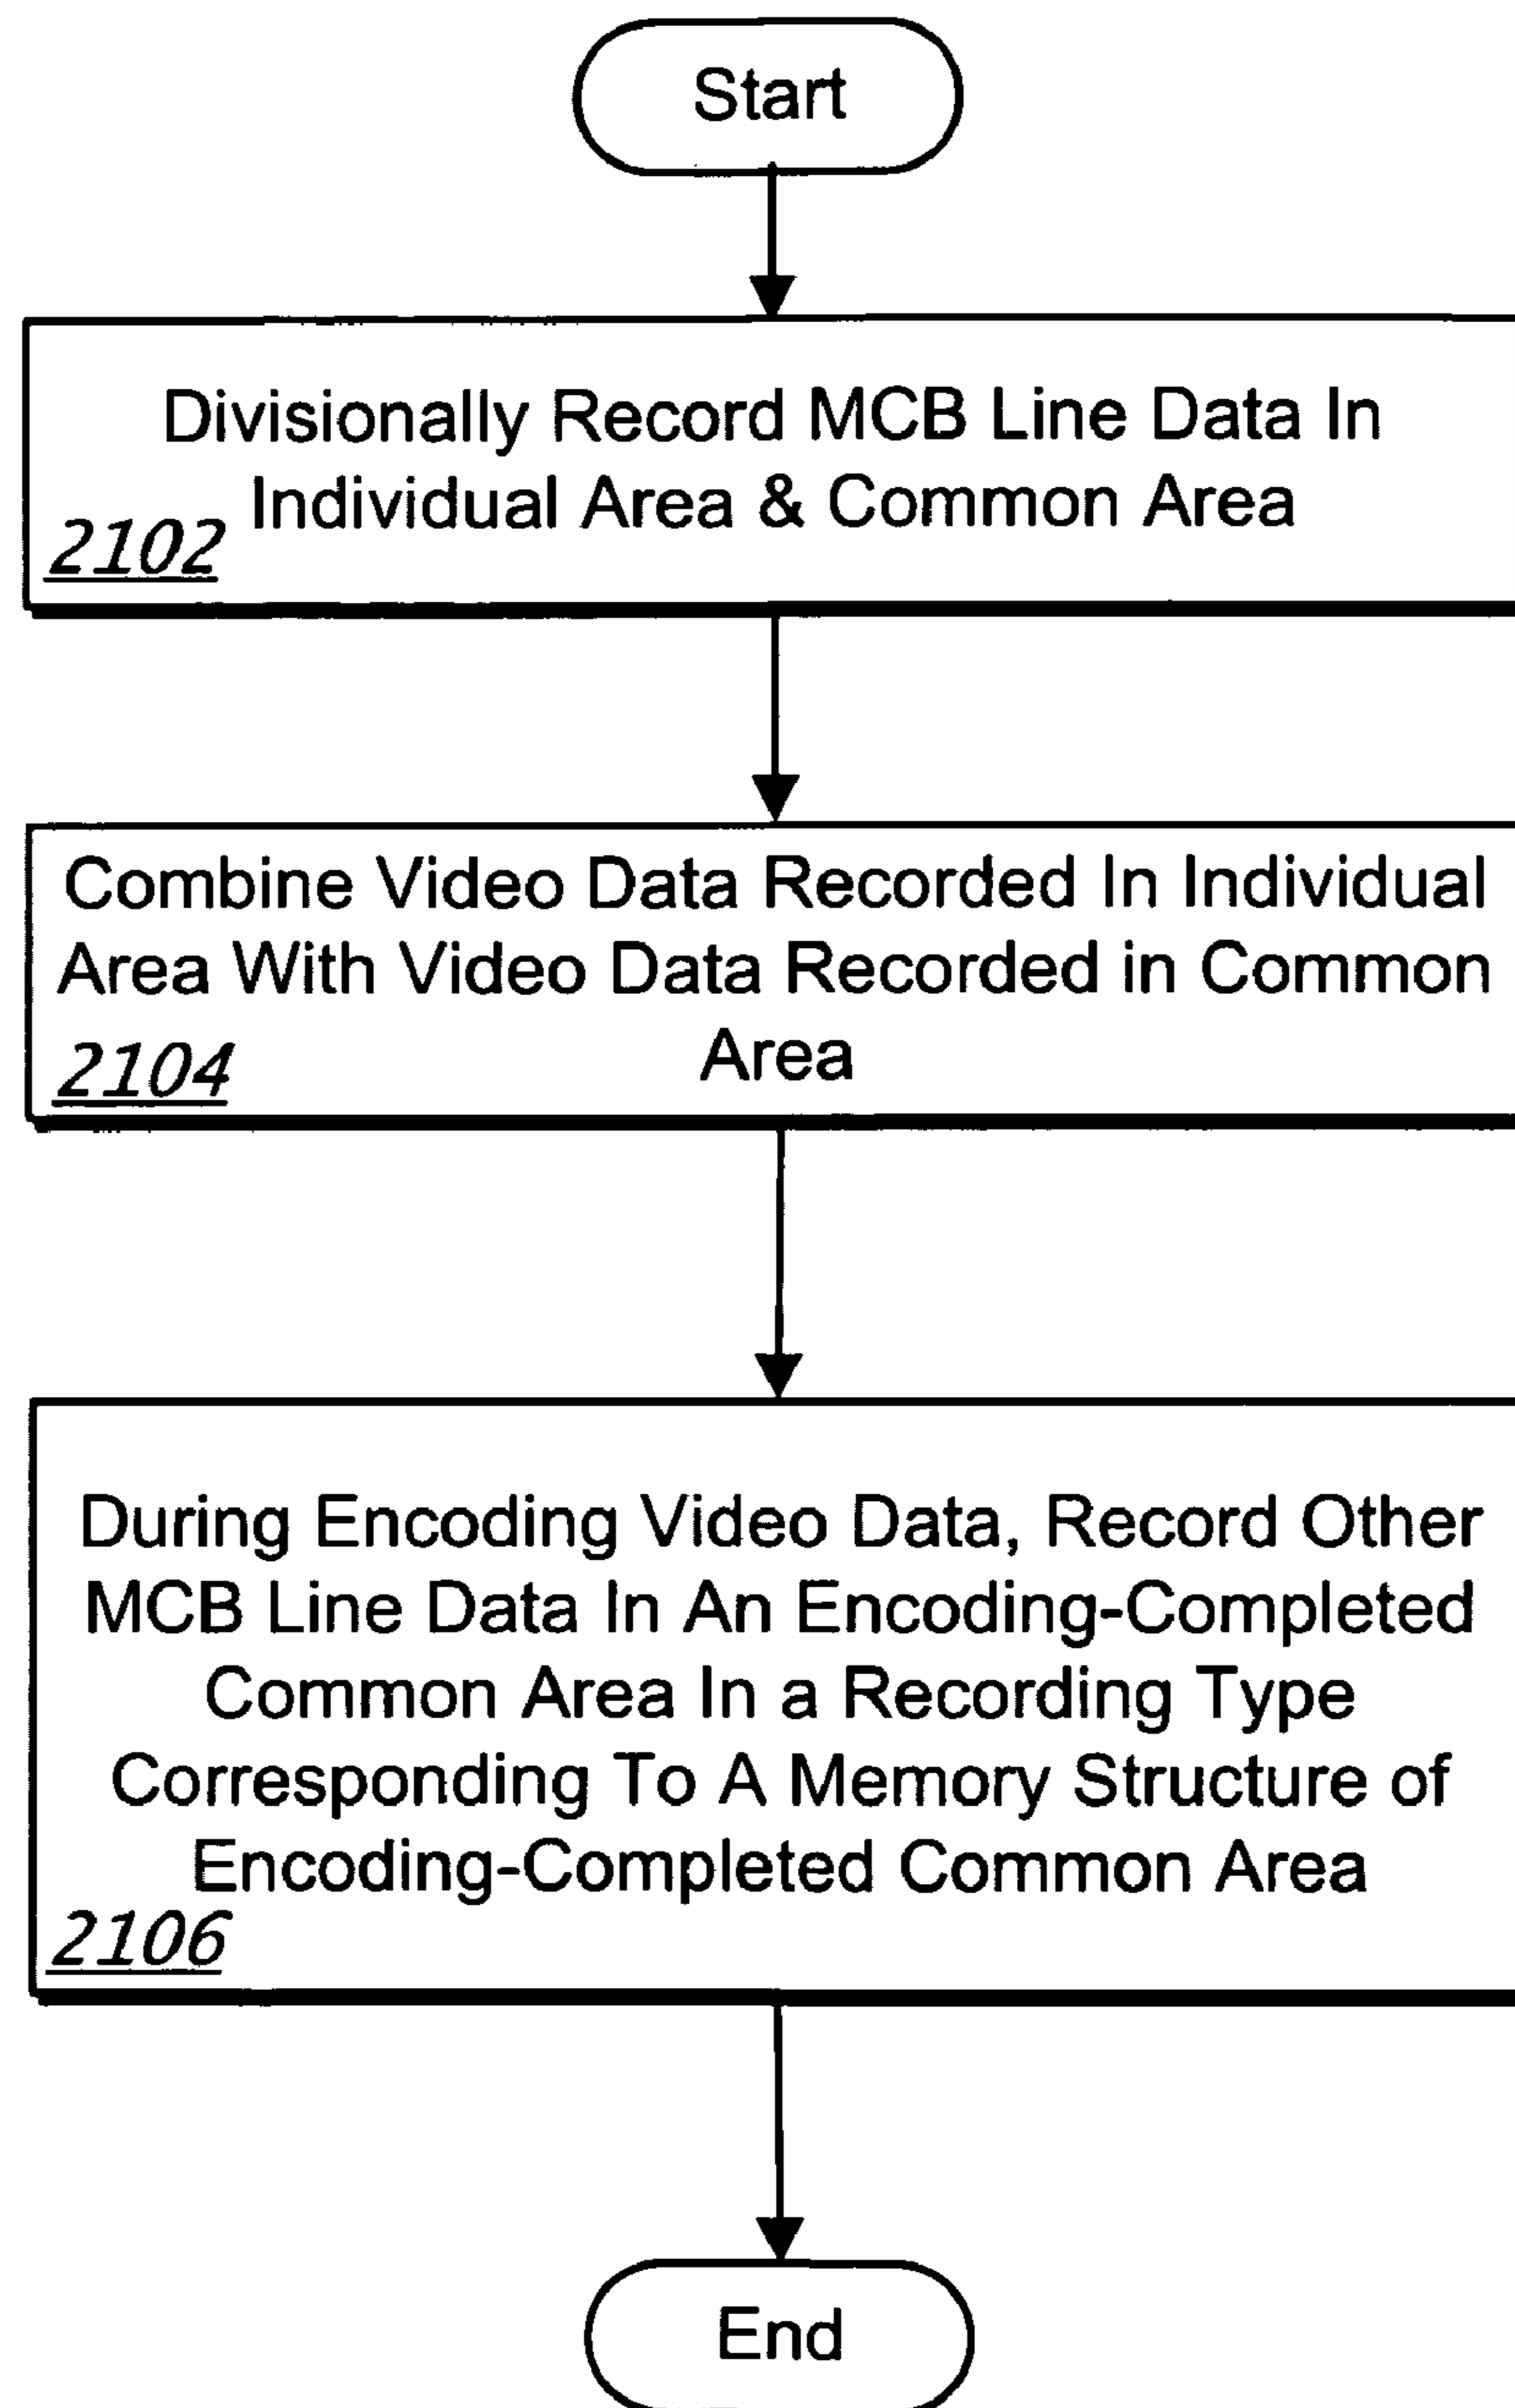 Start
Divisionally Record MCB Line Data In
Individual Area & Common Area
2102
Combine Video Data Recorded In Individual
Area With Video Data Recorded in Common
Area
2104
During Encoding Video Data, Record Other
MCB Line Data In An Encoding-Completed
Common Area In a Recording Type
Corresponding To A Memory Structure of
Encoding-Completed Common Area
2106
End